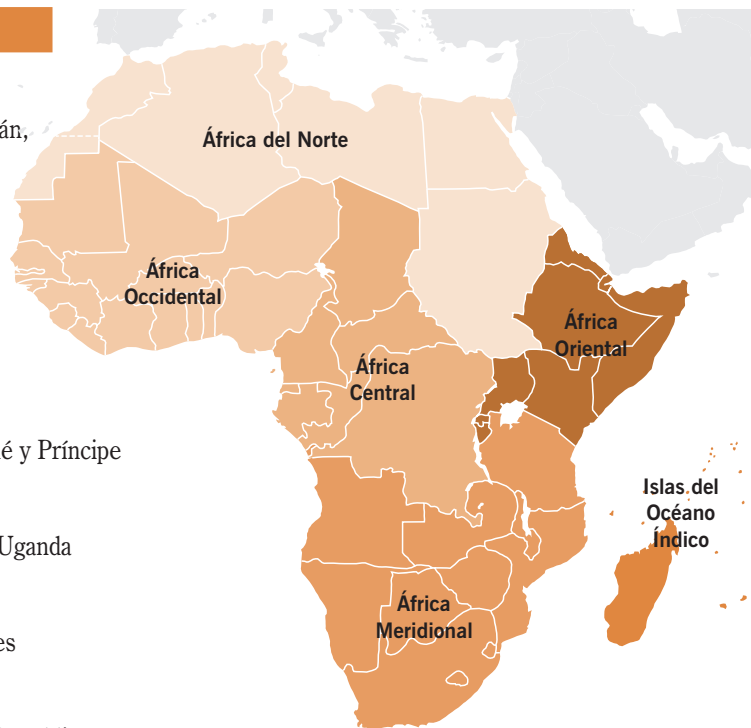 án,
África del Norte
África
Occidental
África
Oriental
África
Central
é y Príncipe
Islas del
Océano
Índico
Uganda
África
Meridional
es